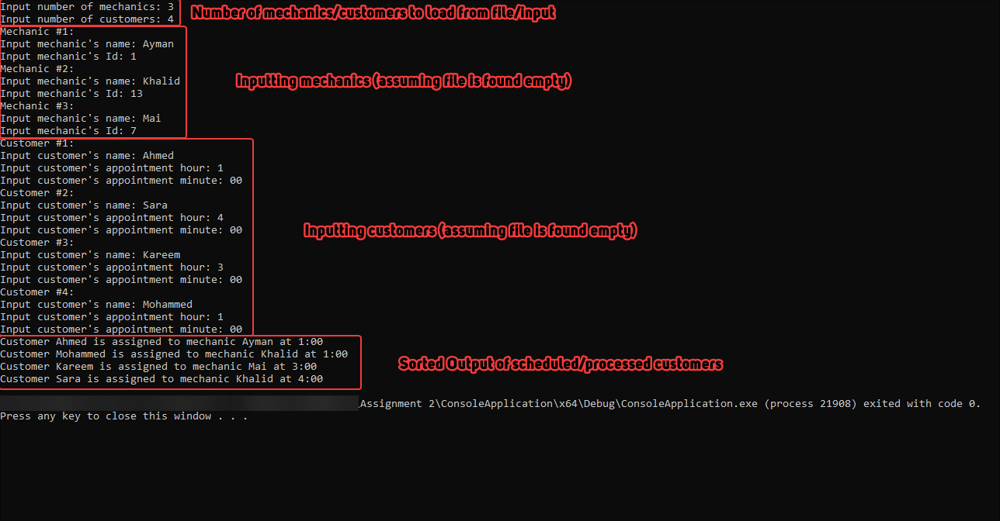 Input number of mechanics: 3
Input number of customers: 4
Number of mechanics/customers to load from file/input
Mechanic #1:
Input mechanic's name: Ayman
Input mechanic's Id: 1
Mechanic #2:
Input mechanic's name: Khalid
Input mechanic's Id: 13
Mechanic #3:
Input mechanic's name: Mai
Input mechanic's Id: 7
Inputting mechanics (assuming file is found empty)
Customer #1:
Input customer's name: Ahmed
Input customer's appointment hour: 1
Input customer's appointment minute: 00
Customer #2:
Input customer's name: Sara
Input customer's appointment hour: 4
Input customer's appointment minute: 00
Customer #3:
Input customer's name: Kareem
Input customer's appointment hour: 3
Input customer's appointment minute: 00
Customer #4:
Input customer's name: Mohammed
Input customer's appointment hour: 1
Input customer's appointment minute: 00
Inputting customers (assuming file is found empty)
Customer Ahmed is assigned to mechanic Ayman at 1:00
Customer Mohammed is assigned to mechanic Khalid at 1:00
Customer Kareem is assigned to mechanic Mai at 3:00
Customer Sara is assigned to mechanic Khalid at 4:00
Sorted Output of scheduled/processed customers
Assignment 2\ConsoleApplication\x64\Debug\ConsoleApplication.exe (process 21908) exited with code 0.
Press any key to close this window . . .